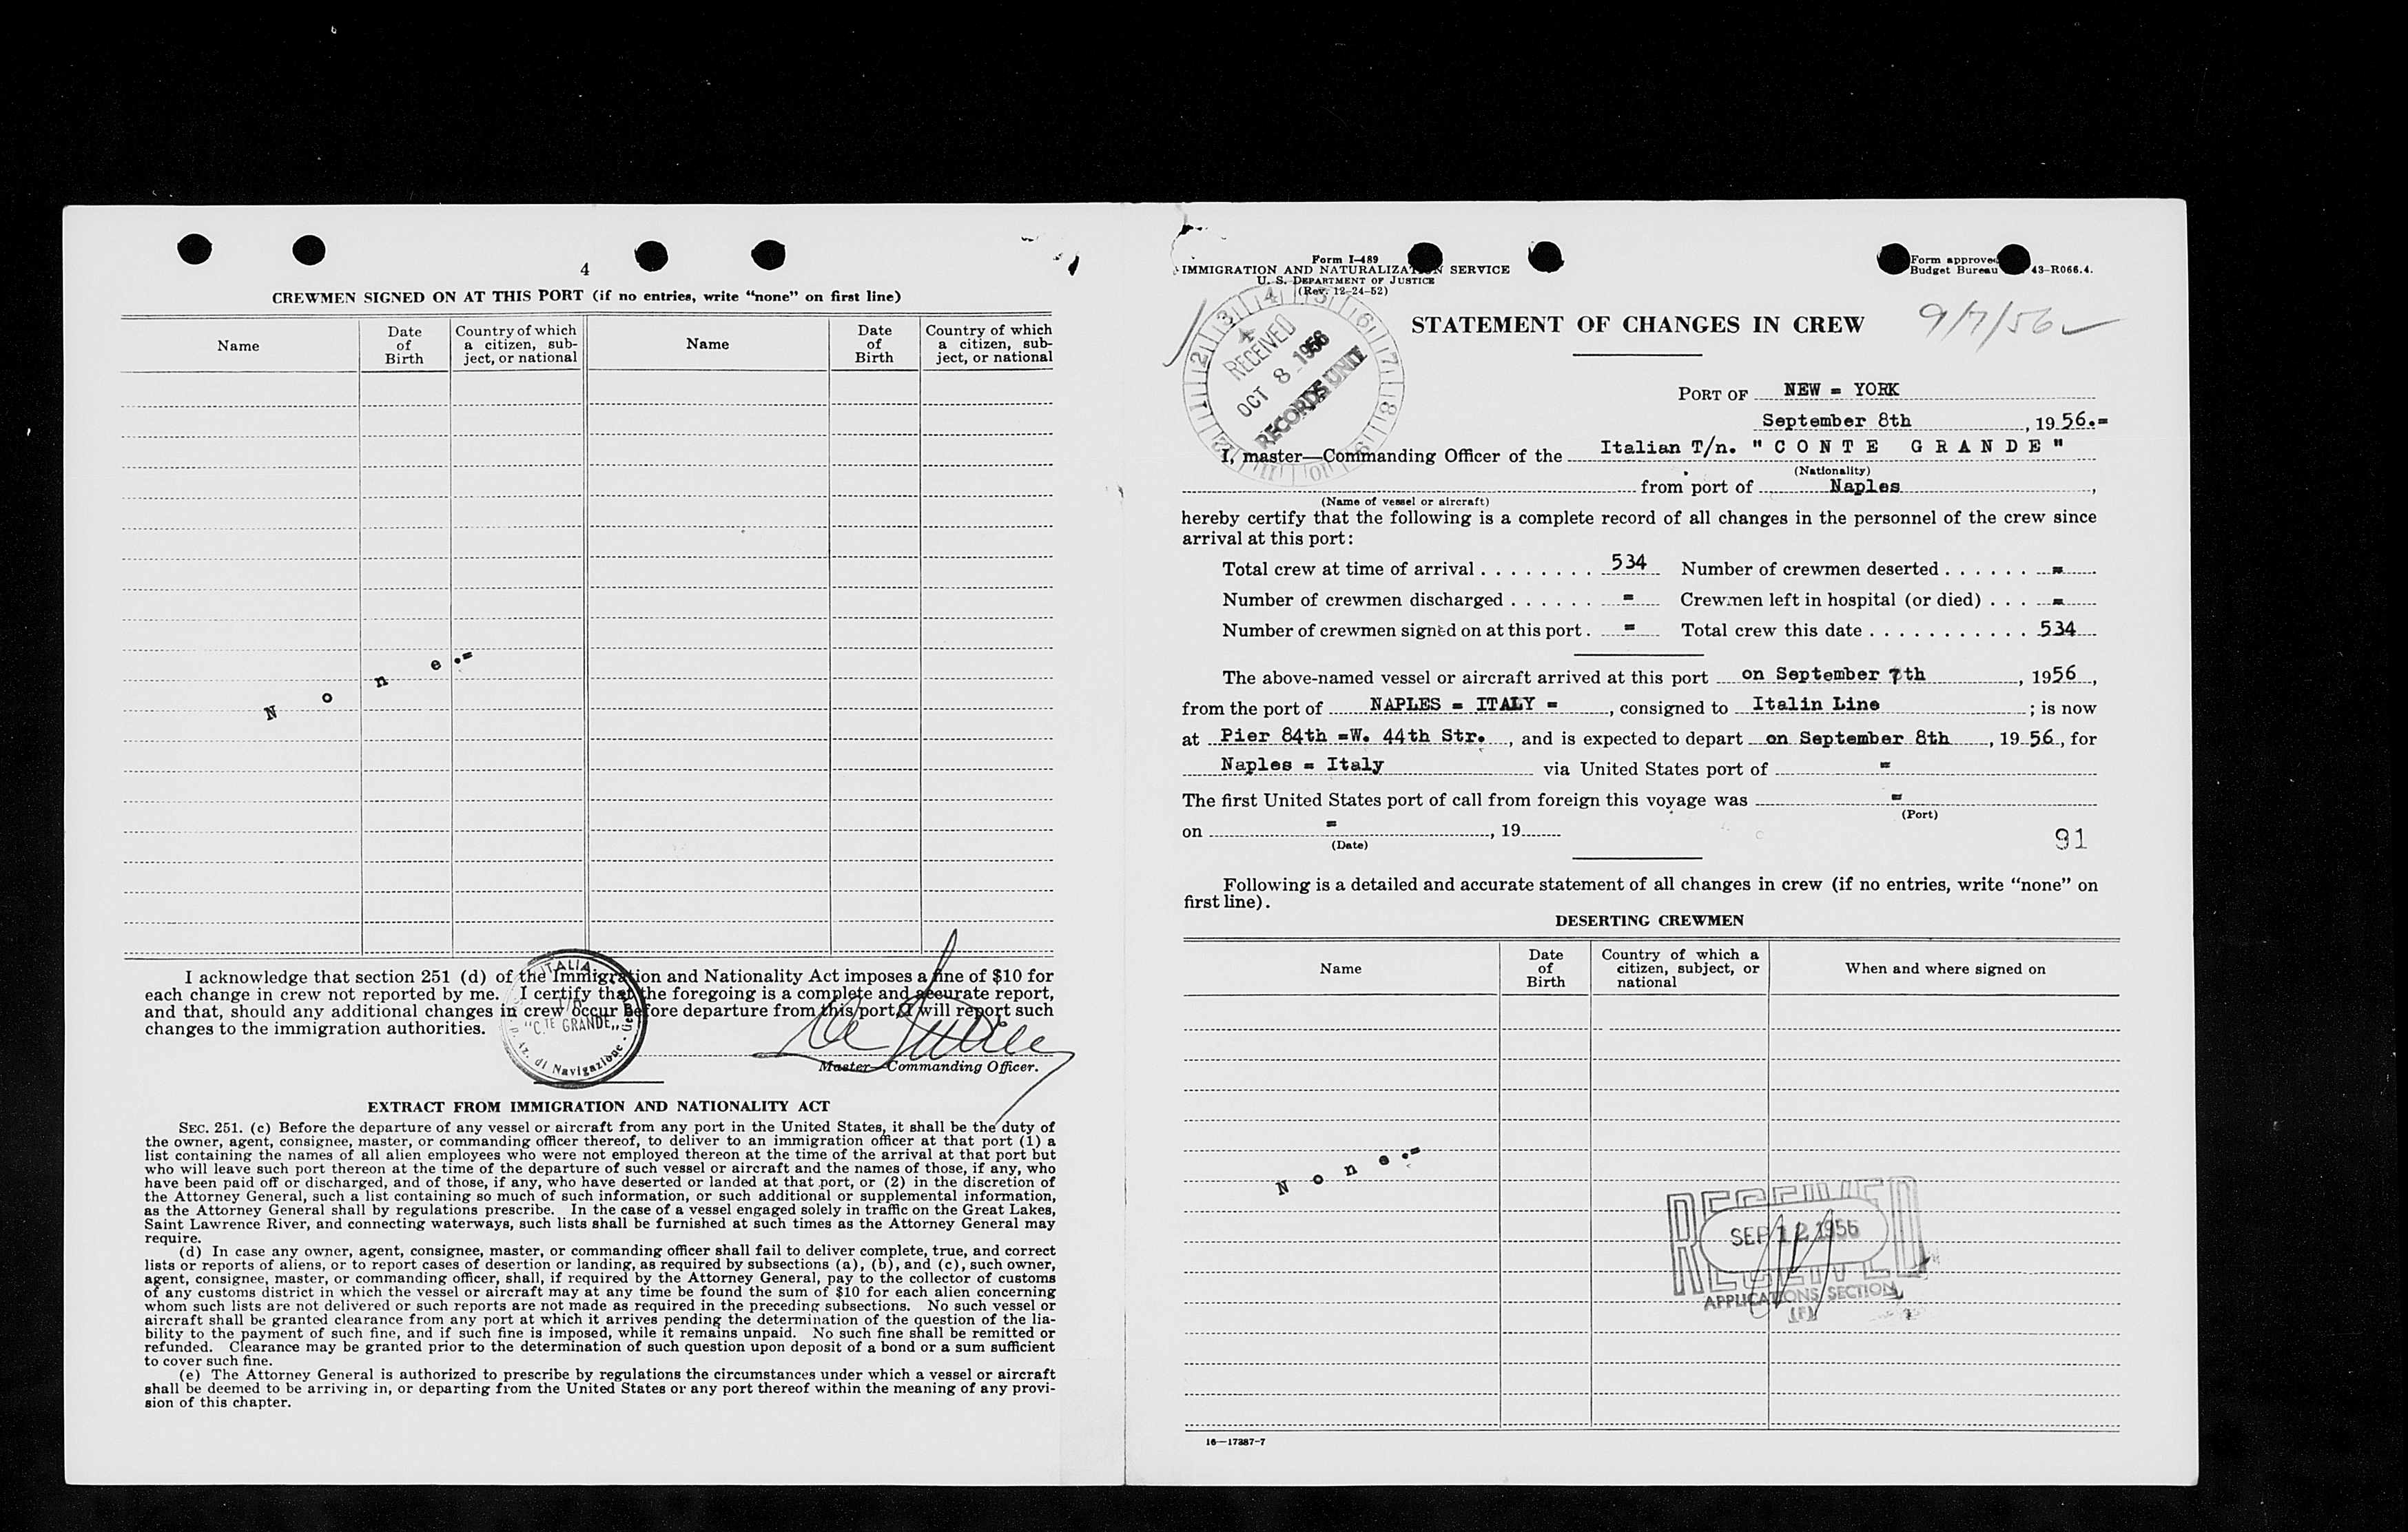 4
CREWMEN SIGNED ON AT THIS PORT (if no entries, write “none” on first line)
Name
Date of Birth
Country of which a citizen, subject, or national
Name
Date of Birth
Country of which a citizen, subject, or national
None.=
I acknowledge that section 251 (d) of the Immigration and Nationality Act imposes a fine of $10 for
each change in crew not reported by me. I certify that the foregoing is a complete and accurate report,
and that, should any additional changes in crew occur before departure from this port, I will report such
changes to the immigration authorities.
ITALIA
"C.TE GRANDE"
p. Az. di Navigazione
Master—Commanding Officer.
EXTRACT FROM IMMIGRATION AND NATIONALITY ACT
SEC. 251. (c) Before the departure of any vessel or aircraft from any port in the United States, it shall be the duty of
the owner, agent, consignee, master, or commanding officer thereof, to deliver to an immigration officer at that port (1) a
list containing the names of all alien employees who were not employed thereon at the time of the arrival at that port but
who will leave such port thereon at the time of the departure of such vessel or aircraft and the names of those, if any, who
have been paid off or discharged, and of those, if any, who have deserted or landed at that port, or (2) in the discretion of
the Attorney General, such a list containing so much of such information, or such additional or supplemental information,
as the Attorney General shall by regulations prescribe. In the case of a vessel engaged solely in traffic on the Great Lakes,
Saint Lawrence River, and connecting waterways, such lists shall be furnished at such times as the Attorney General may
require.
(d) In case any owner, agent, consignee, master, or commanding officer shall fail to deliver complete, true, and correct
lists or reports of aliens, or to report cases of desertion or landing, as required by subsections (a), (b), and (c), such owner,
agent, consignee, master, or commanding officer, shall, if required by the Attorney General, pay to the collector of customs
of any customs district in which the vessel or aircraft may at any time be found the sum of $10 for each alien concerning
whom such lists are not delivered or such reports are not made as required in the preceding subsections. No such vessel or
aircraft shall be granted clearance from any port at which it arrives pending the determination of the question of the lia-
bility to the payment of such fine, and if such fine is imposed, while it remains unpaid. No such fine shall be remitted or
refunded. Clearance may be granted prior to the determination of such question upon deposit of a bond or a sum sufficient
to cover such fine.
(e) The Attorney General is authorized to prescribe by regulations the circumstances under which a vessel or aircraft
shall be deemed to be arriving in, or departing from the United States or any port thereof within the meaning of any provi-
sion of this chapter.
Form I-489
IMMIGRATION AND NATURALIZATION SERVICE
U. S. DEPARTMENT OF JUSTICE
(Rev. 12-24-52)
Form approved
Budget Bureau 43-R066.4.
RECEIVED
OCT 8 1956
RECORDS UNIT
STATEMENT OF CHANGES IN CREW
9/7/56
PORT OF NEW = YORK
September 8th, 1956.=
I, master—Commanding Officer of the Italian T/n. "CONTE GRANDE"
(Nationality)
from port of Naples,
(Name of vessel or aircraft)
hereby certify that the following is a complete record of all changes in the personnel of the crew since
arrival at this port:
Total crew at time of arrival........ 534 Number of crewmen deserted...... =
Number of crewmen discharged...... = Crewmen left in hospital (or died)... =
Number of crewmen signed on at this port. = Total crew this date........... 534
The above-named vessel or aircraft arrived at this port on September 7th, 1956,
from the port of NAPLES = ITALY =, consigned to Italin Line; is now
at Pier 84th =W. 44th Str., and is expected to depart on September 8th, 1956, for
Naples = Italy via United States port of =
The first United States port of call from foreign this voyage was =
(Port)
on =, 19
(Date)
91
Following is a detailed and accurate statement of all changes in crew (if no entries, write “none” on
first line).
DESERTING CREWMEN
Name
Date of Birth
Country of which a citizen, subject, or national
When and where signed on
None.=
RECEIVED
SEP 12 1956
APPLICATIONS SECTION
16—17387-7